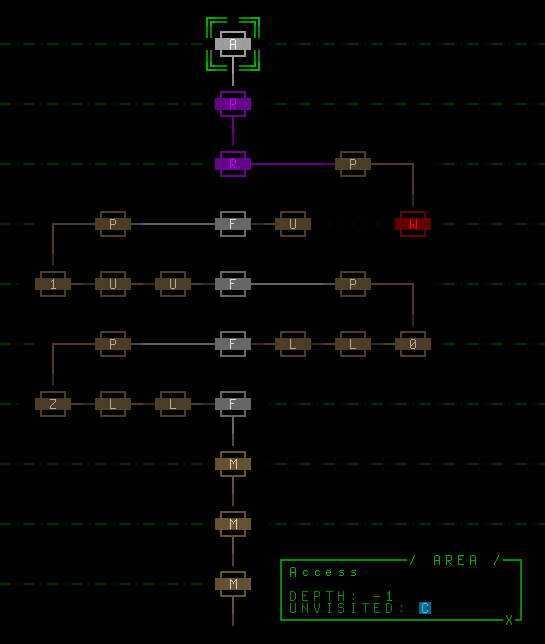 A
R
R P
P F U W
1 U U F P
P F L L 0
Z L L F
M
M
M
/ AREA /
Access
DEPTH: -1
UNVISITED: C
X